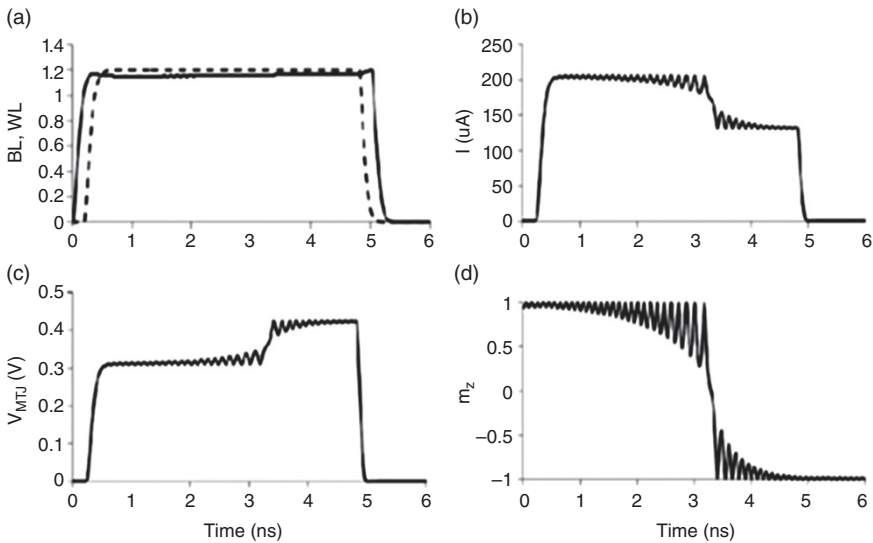 (a)
BL, WL
1.4
1.2
1
0.8
0.6
0.4
0.2
0
0 1 2 3 4 5 6
(b)
I (uA)
250
200
150
100
50
0
0 1 2 3 4 5 6
(c)
VMTJ (V)
0.5
0.4
0.3
0.2
0.1
0
0 1 2 3 4 5 6
Time (ns)
(d)
mz
1
0.5
0
–0.5
–1
0 1 2 3 4 5 6
Time (ns)